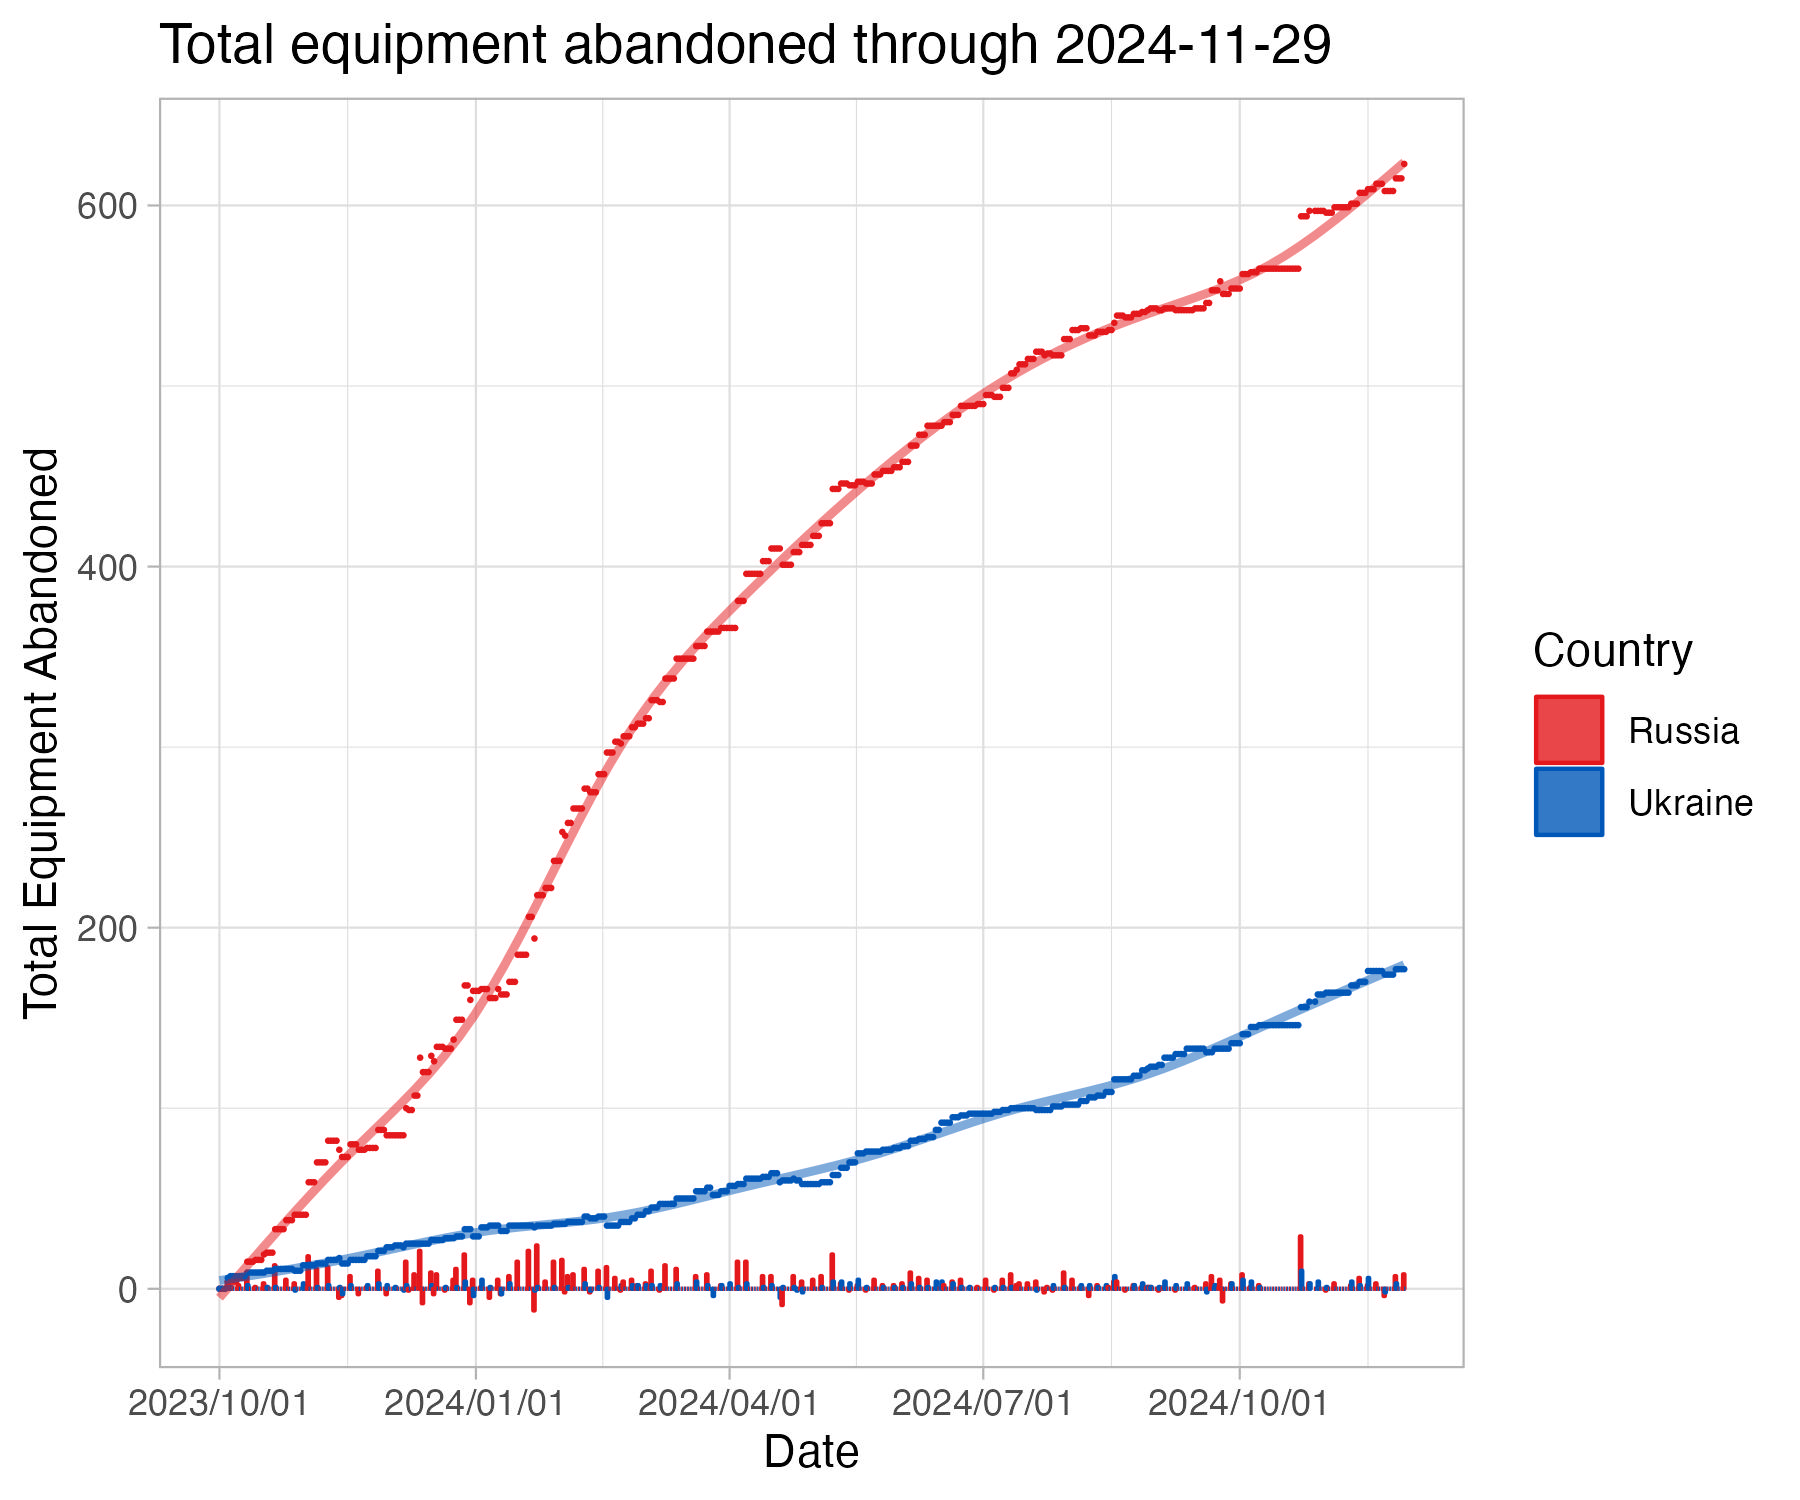 Total equipment abandoned through 2024-11-29
Total Equipment Abandoned
600
400
200
0
2023/10/01
2024/01/01
2024/04/01
2024/07/01
2024/10/01
Date
Country
Russia
Ukraine